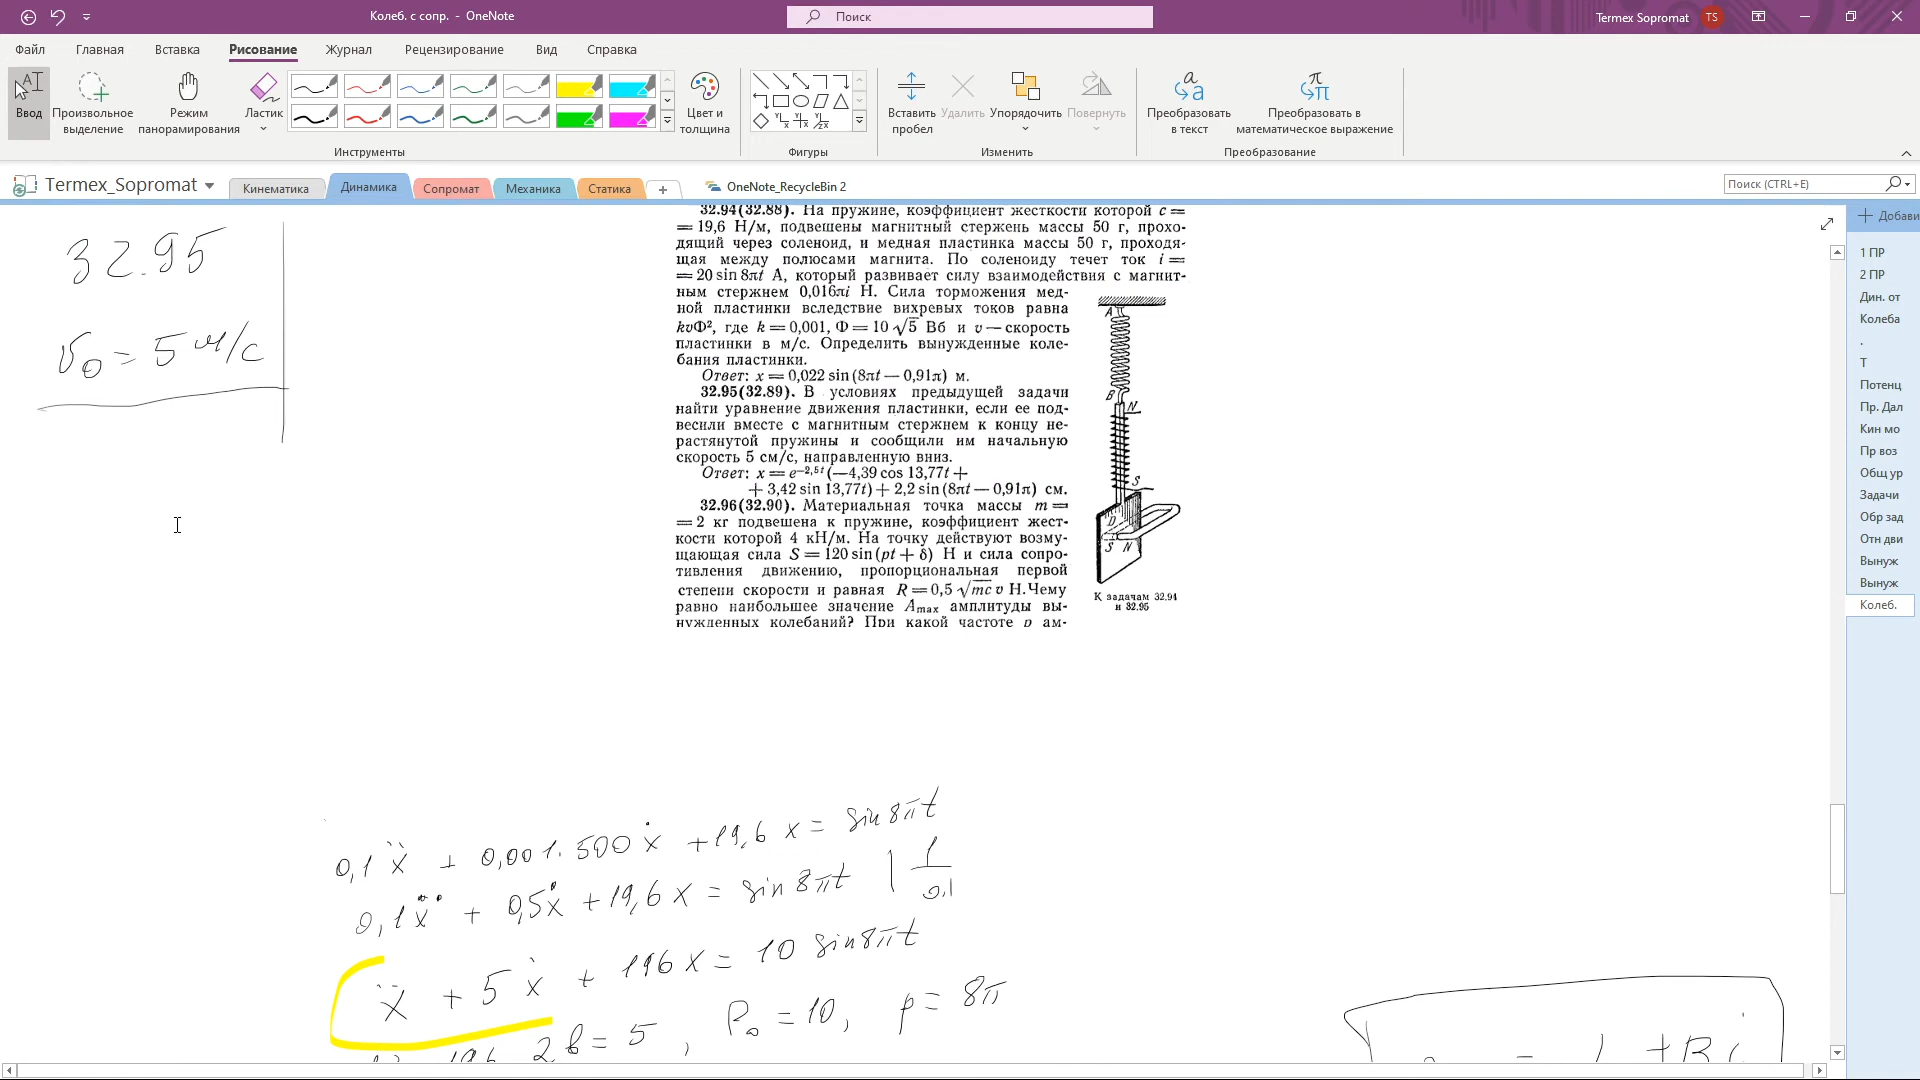 Колеб. с сопр. - OneNote
Поиск
Termex Sopromat
TS
Файл Главная Вставка Рисование Журнал Рецензирование Вид Справка
Ввод
Произвольное выделение
Режим панорамирования
Ластик
Цвет и толщина
Вставить пробел
Удалить
Упорядочить
Повернуть
Преобразовать в текст
Преобразовать в математическое выражение
Инструменты
Фигуры
Изменить
Преобразование
Termex_Sopromat
Кинематика Динамика Сопромат Механика Статика
OneNote_RecycleBin 2
Поиск (CTRL+E)
32.95
v₀ = 5 м/с
32.94(32.88). На пружине, коэффициент жесткости которой c =
= 19,6 Н/м, подвешены магнитный стержень массы 50 г, прохо-
дящий через соленоид, и медная пластинка массы 50 г, проходя-
щая между полюсами магнита. По соленоиду течет ток i =
= 20 sin 8πt А, который развивает силу взаимодействия с магнит-
ным стержнем 0,016πi Н. Сила торможения мед-
ной пластинки вследствие вихревых токов равна
kvФ², где k = 0,001, Ф = 10 √5 Вб и v — скорость
пластинки в м/с. Определить вынужденные коле-
бания пластинки.
Ответ: x = 0,022 sin (8πt — 0,91π) м.
32.95(32.89). В условиях предыдущей задачи
найти уравнение движения пластинки, если ее под-
весили вместе с магнитным стержнем к концу не-
растянутой пружины и сообщили им начальную
скорость 5 см/с, направленную вниз.
Ответ: x = e⁻²,⁵ᵗ (—4,39 cos 13,77t +
+ 3,42 sin 13,77t) + 2,2 sin (8πt — 0,91π) см.
32.96(32.90). Материальная точка массы m =
= 2 кг подвешена к пружине, коэффициент жест-
кости которой 4 кН/м. На точку действуют возму-
щающая сила S = 120 sin (pt + δ) Н и сила сопро-
тивления движению, пропорциональная первой
степени скорости и равная R = 0,5 √mc v Н. Чему
равно наибольшее значение Amax амплитуды вы-
нужденных колебаний? При какой частоте p ам-
A
B
N
S
D
S N
К задачам 32.94
и 32.95
0,1ẍ + 0,001. 500ẋ + 19,6 x = sin 8πt
0,1ẍ + 0,5ẋ + 19,6 x = sin 8πt | 1/0,1
ẍ + 5ẋ + 196 x = 10 sin 8πt
2b = 5, P₀ = 10, p = 8π
Добави
1 ПР
2 ПР
Дин. от
Колеба
.
Т
Потенц
Пр. Дал
Кин мо
Пр воз
Общ ур
Задачи
Обр зад
Отн дви
Вынуж
Вынуж
Колеб.